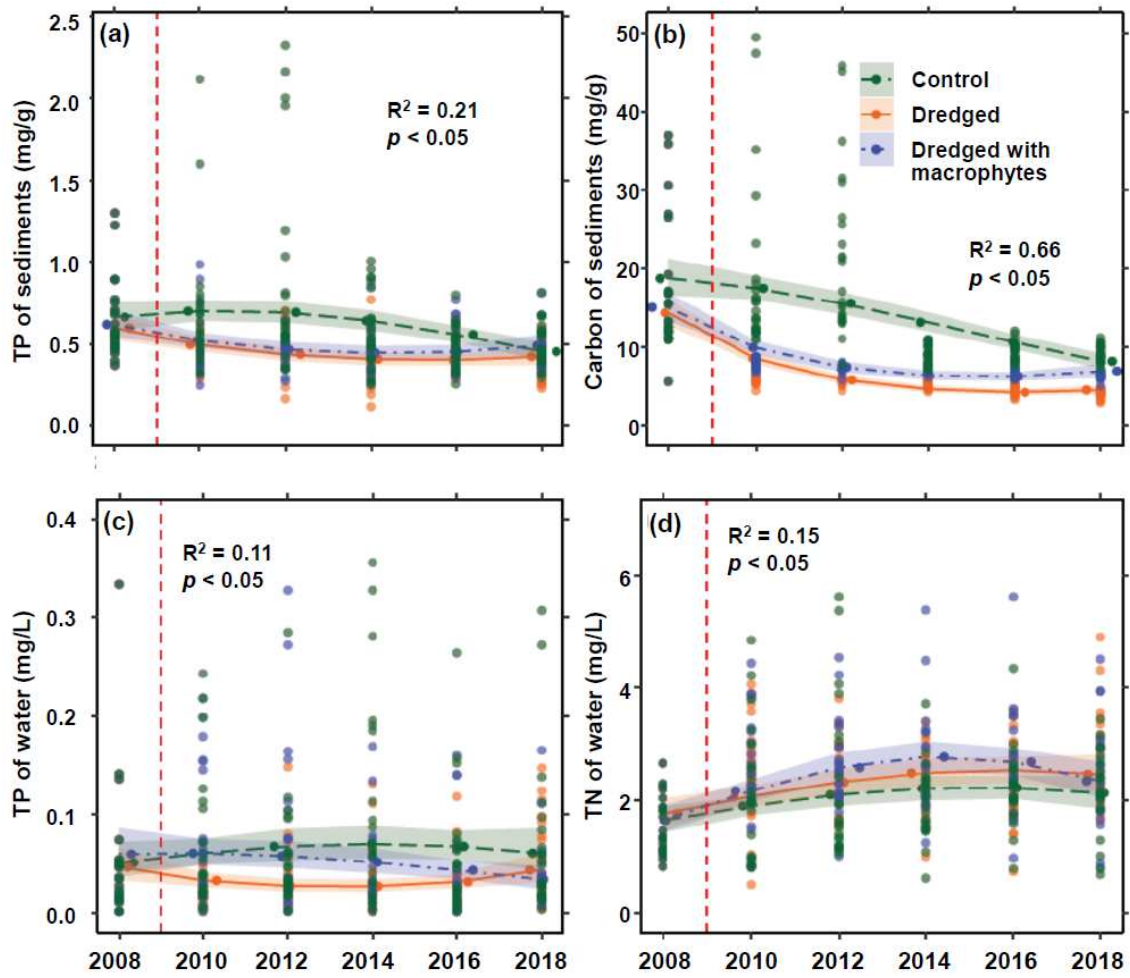 (a)
2.5
2.0
1.5
1.0
0.5
0.0
TP of sediments (mg/g)
R² = 0.21
p < 0.05
(b)
50
40
30
20
10
0
Carbon of sediments (mg/g)
Control
Dredged
Dredged with
macrophytes
R² = 0.66
p < 0.05
(c)
0.4
0.3
0.2
0.1
0.0
TP of water (mg/L)
R² = 0.11
p < 0.05
2008 2010 2012 2014 2016 2018
(d)
6
4
2
0
TN of water (mg/L)
R² = 0.15
p < 0.05
2008 2010 2012 2014 2016 2018